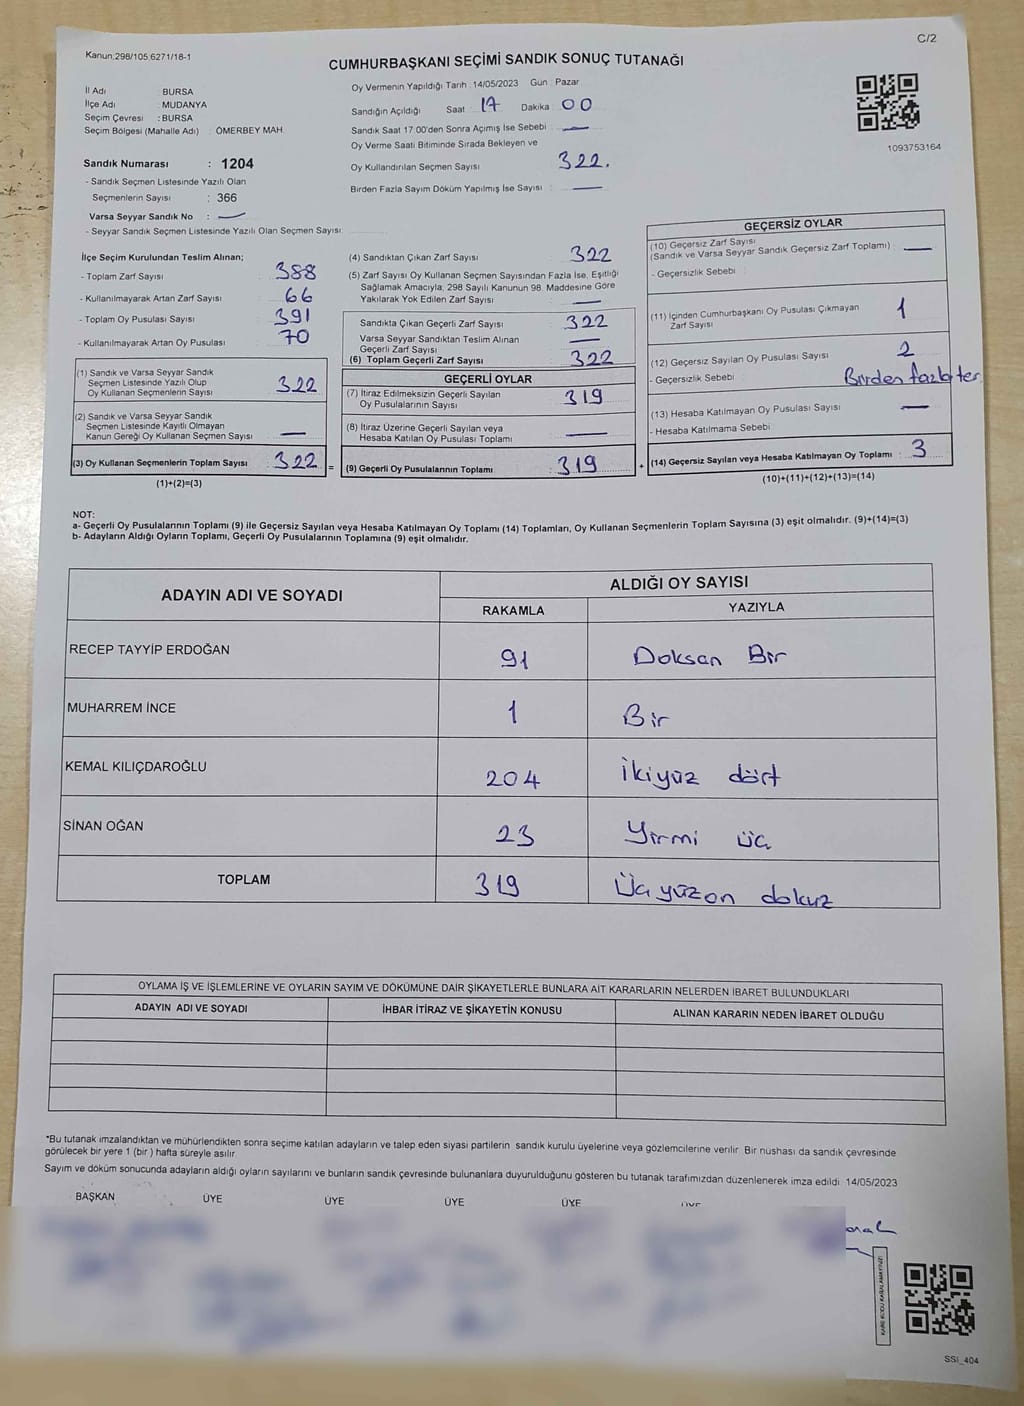 C/2
Kanun:298/105;6271/18-1
CUMHURBAŞKANI SEÇİMİ SANDIK SONUÇ TUTANAĞI
İl Adı BURSA
İlçe Adı : MUDANYA
Seçim Çevresi : BURSA
Seçim Bölgesi (Mahalle Adı) : ÖMERBEY MAH.
Sandık Numarası : 1204
- Sandık Seçmen Listesinde Yazılı Olan
Seçmenlerin Sayısı : 366
Varsa Seyyar Sandık No : —
- Seyyar Sandık Seçmen Listesinde Yazılı Olan Seçmen Sayısı:
Oy Vermenin Yapıldığı Tarih : 14/05/2023 Gün : Pazar
Sandığın Açıldığı Saat 17 Dakika 00
Sandık Saat 17:00'den Sonra Açımış İse Sebebi : —
Oy Verme Saati Bitiminde Sırada Bekleyen ve
Oy Kullandırılan Seçmen Sayısı 322.
Birden Fazla Sayım Döküm Yapılmış İse Sayısı : —
1093753164
İlçe Seçim Kurulundan Teslim Alınan;
- Toplam Zarf Sayısı : 388
- Kullanılmayarak Artan Zarf Sayısı : 66
- Toplam Oy Pusulası Sayısı : 391
- Kullanılmayarak Artan Oy Pusulası : 70
(1) Sandık ve Varsa Seyyar Sandık
Seçmen Listesinde Yazılı Olup
Oy Kullanan Seçmenlerin Sayısı : 322
(2) Sandık ve Varsa Seyyar Sandık
Seçmen Listesinde Kayıtlı Olmayan
Kanun Gereği Oy Kullanan Seçmen Sayısı : —
(3) Oy Kullanan Seçmenlerin Toplam Sayısı : 322 =
(1)+(2)=(3)
(4) Sandıktan Çıkan Zarf Sayısı : 322
(5) Zarf Sayısı Oy Kullanan Seçmen Sayısından Fazla İse, Eşitliği
Sağlamak Amacıyla, 298 Sayılı Kanunun 98. Maddesine Göre
Yakılarak Yok Edilen Zarf Sayısı : —
Sandıkta Çıkan Geçerli Zarf Sayısı : 322
Varsa Seyyar Sandıktan Teslim Alınan
Geçerli Zarf Sayısı : —
(6) Toplam Geçerli Zarf Sayısı : 322
GEÇERLİ OYLAR
(7) İtiraz Edilmeksizin Geçerli Sayılan
Oy Pusulalarının Sayısı : 319
(8) İtiraz Üzerine Geçerli Sayılan veya
Hesaba Katılan Oy Pusulası Toplamı : —
(9) Geçerli Oy Pusulalarının Toplamı : 319 +
GEÇERSİZ OYLAR
(10) Geçersiz Zarf Sayısı
(Sandık ve Varsa Seyyar Sandık Geçersiz Zarf Toplamı) : —
- Geçersizlik Sebebi :
(11) İçinden Cumhurbaşkanı Oy Pusulası Çıkmayan
Zarf Sayısı : 1
(12) Geçersiz Sayılan Oy Pusulası Sayısı : 2
- Geçersizlik Sebebi : Birden fazla ter
(13) Hesaba Katılmayan Oy Pusulası Sayısı : —
- Hesaba Katılmama Sebebi :
(14) Geçersiz Sayılan veya Hesaba Katılmayan Oy Toplamı : 3
(10)+(11)+(12)+(13)=(14)
NOT:
a- Geçerli Oy Pusulalarının Toplamı (9) ile Geçersiz Sayılan veya Hesaba Katılmayan Oy Toplamı (14) Toplamları, Oy Kullanan Seçmenlerin Toplam Sayısına (3) eşit olmalıdır. (9)+(14)=(3)
b- Adayların Aldığı Oyların Toplamı, Geçerli Oy Pusulalarının Toplamına (9) eşit olmalıdır.
ADAYIN ADI VE SOYADI ALDIĞI OY SAYISI
RAKAMLA YAZIYLA
RECEP TAYYİP ERDOĞAN 91 Doksan Bir
MUHARREM İNCE 1 Bir
KEMAL KILIÇDAROĞLU 204 İkiyüz dört
SİNAN OĞAN 23 Yirmi üç
TOPLAM 319 Üç yüz on dokuz
OYLAMA İŞ VE İŞLEMLERİNE VE OYLARIN SAYIM VE DÖKÜMÜNE DAİR ŞİKAYETLERLE BUNLARA AİT KARARLARIN NELERDEN İBARET BULUNDUKLARI
ADAYIN ADI VE SOYADI İHBAR İTİRAZ VE ŞİKAYETİN KONUSU ALINAN KARARIN NEDEN İBARET OLDUĞU
*Bu tutanak imzalandıktan ve mühürlendikten sonra seçime katılan adayların ve talep eden siyasi partilerin sandık kurulu üyelerine veya gözlemcilerine verilir. Bir nüshası da sandık çevresinde
görülecek bir yere 1 (bir ) hafta süreyle asılır.
Sayım ve döküm sonucunda adayların aldığı oyların sayılarını ve bunların sandık çevresinde bulunanlara duyurulduğunu gösteren bu tutanak tarafımızdan düzenlenerek imza edildi. 14/05/2023
BAŞKAN ÜYE ÜYE ÜYE ÜYE ÜYE
KARE KODU KARALAMAYINIZ!
SSİ_404